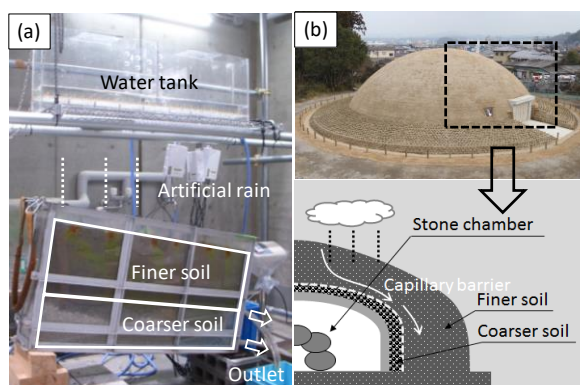 (a)
Water tank
Artificial rain
Finer soil
Coarser soil
Outlet
(b)
Stone chamber
Capillary barrier
Finer soil
Coarser soil